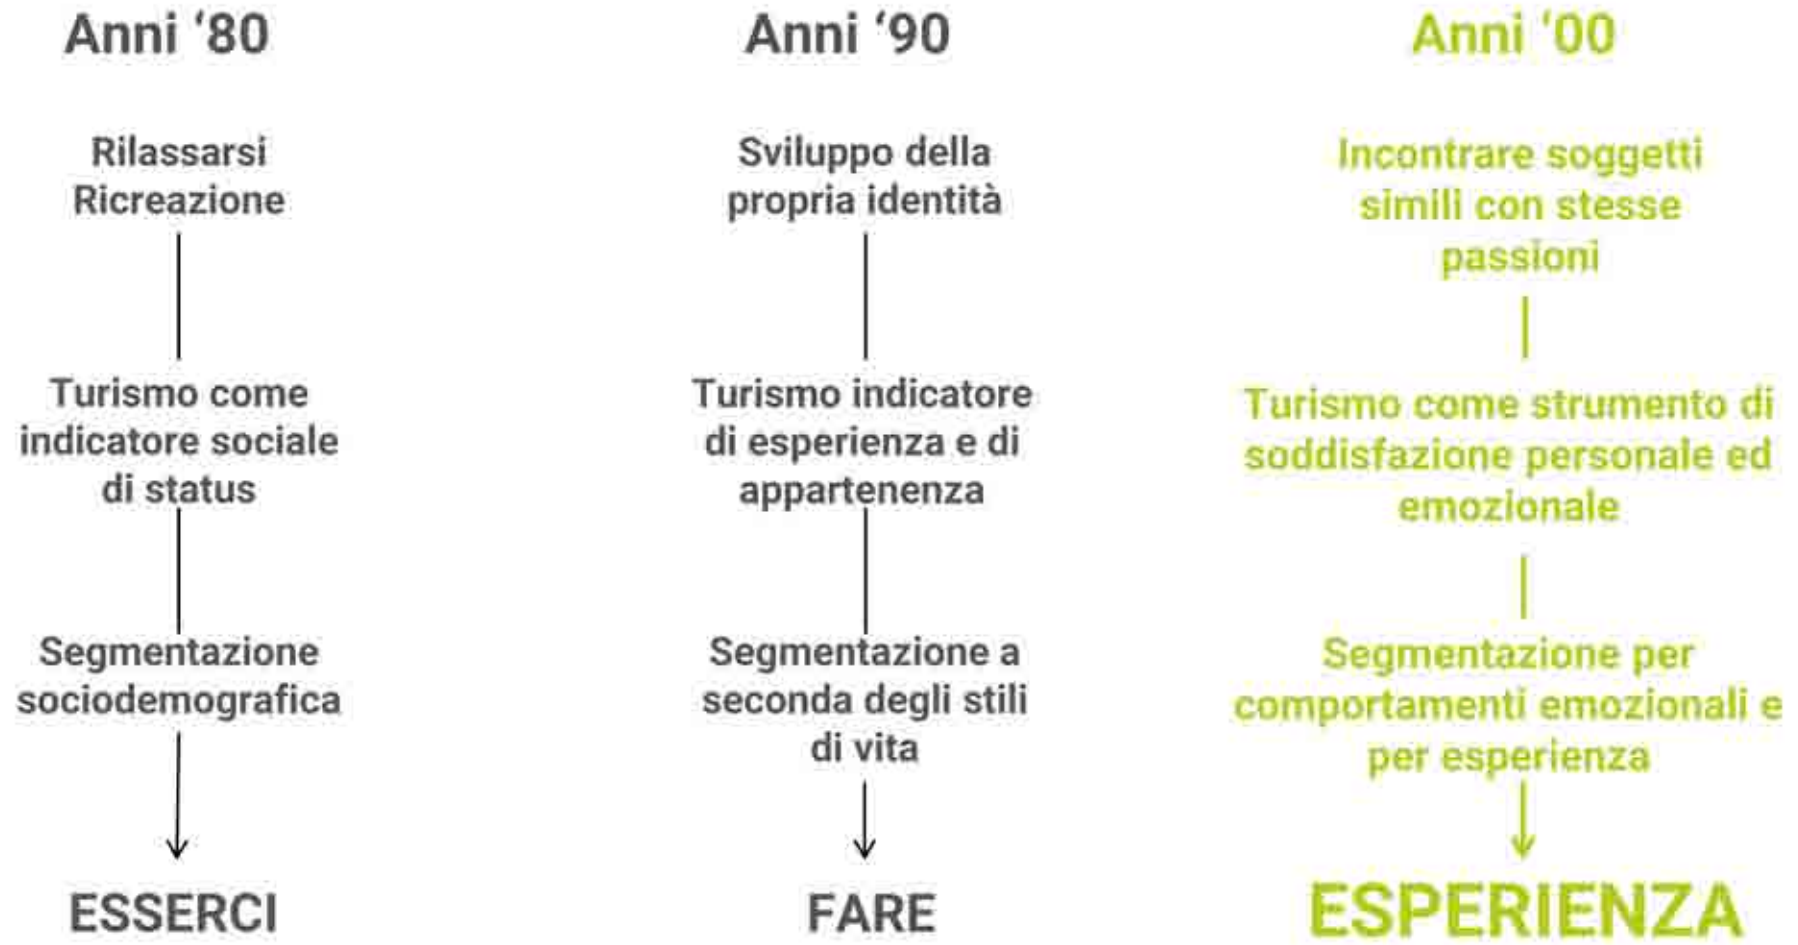 Anni ‘80
Rilassarsi
Ricreazione
Turismo come
indicatore sociale
di status
Segmentazione
sociodemografica
ESSERCI
Anni ‘90
Sviluppo della
propria identità
Turismo indicatore
di esperienza e di
appartenenza
Segmentazione a
seconda degli stili
di vita
FARE
Anni ‘00
Incontrare soggetti
simili con stesse
passioni
Turismo come strumento di
soddisfazione personale ed
emozionale
Segmentazione per
comportamenti emozionali e
per esperienza
ESPERIENZA